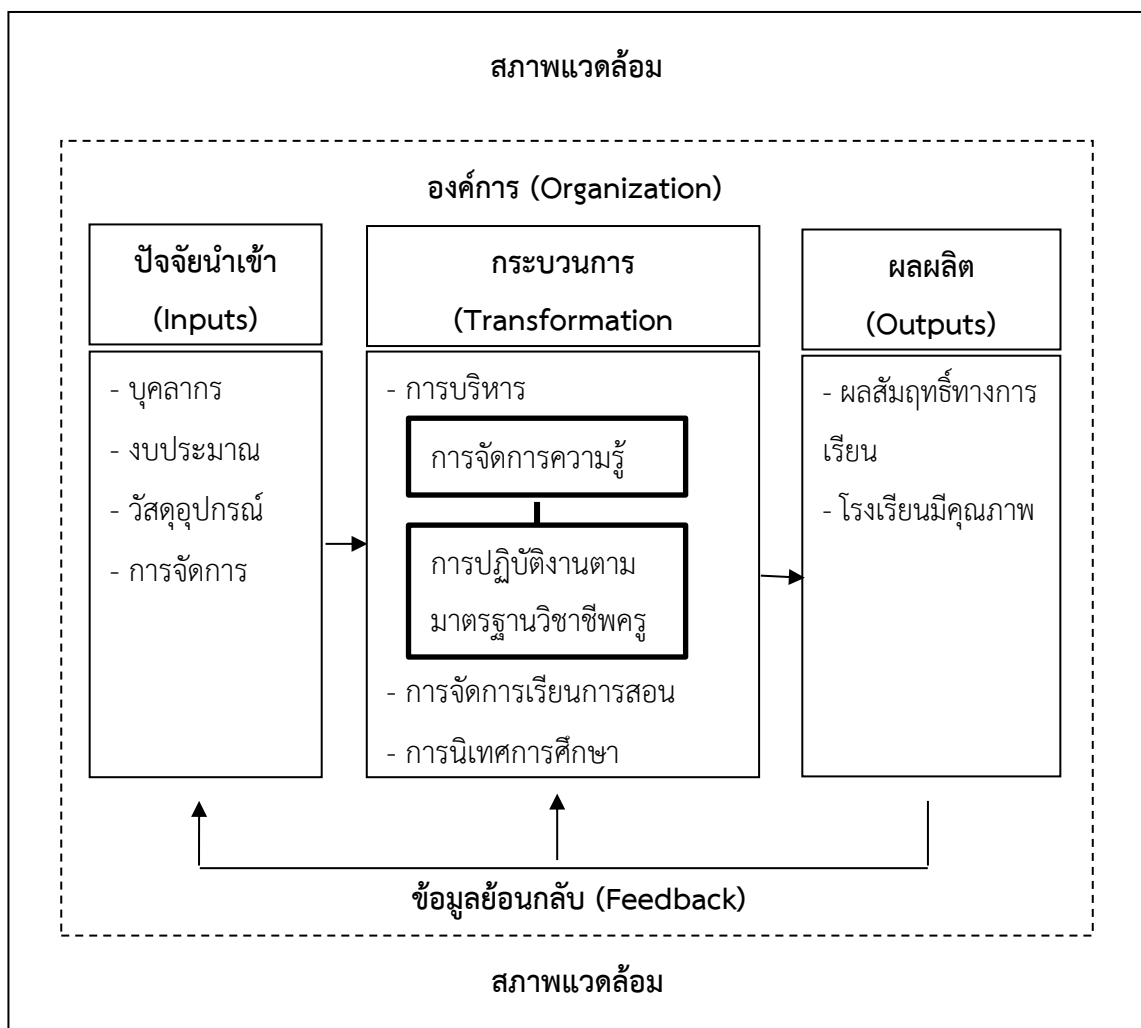 สภาพแวดล้อม
องค์การ (Organization)
ปัจจัยนำเข้า
(Inputs)
- บุคลากร
- งบประมาณ
- วัสดุอุปกรณ์
- การจัดการ
กระบวนการ
(Transformation
- การบริหาร
การจัดการความรู้
การปฏิบัติงานตาม
มาตรฐานวิชาชีพครู
- การจัดการเรียนการสอน
- การนิเทศการศึกษา
ผลผลิต
(Outputs)
- ผลสัมฤทธิ์ทางการ
เรียน
- โรงเรียนมีคุณภาพ
ข้อมูลย้อนกลับ (Feedback)
สภาพแวดล้อม